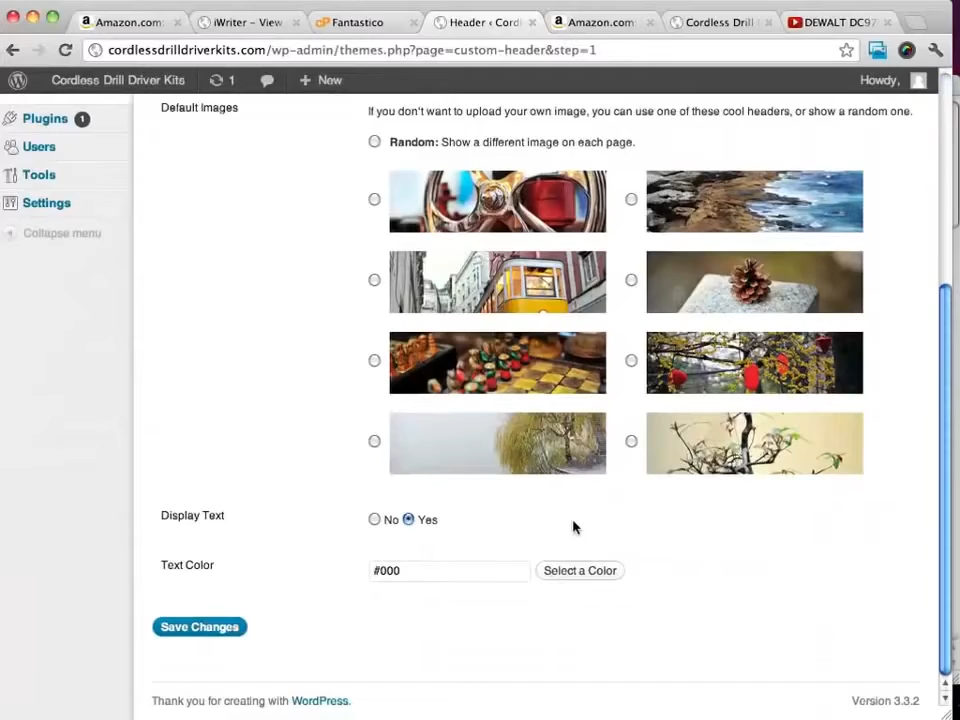 Amazon.com:
iWriter - View
Fantastico
Header ‹ Cordl
Amazon.com:
Cordless Drill
DEWALT DC97
cordlessdrilldriverkits.com/wp-admin/themes.php?page=custom-header&step=1
Cordless Drill Driver Kits
1
New
Howdy,
Plugins 1
Users
Tools
Settings
Collapse menu
Default Images
If you don't want to upload your own image, you can use one of these cool headers, or show a random one.
Random: Show a different image on each page.
Display Text
No
Yes
Text Color
#000
Select a Color
Save Changes
Thank you for creating with WordPress.
Version 3.3.2